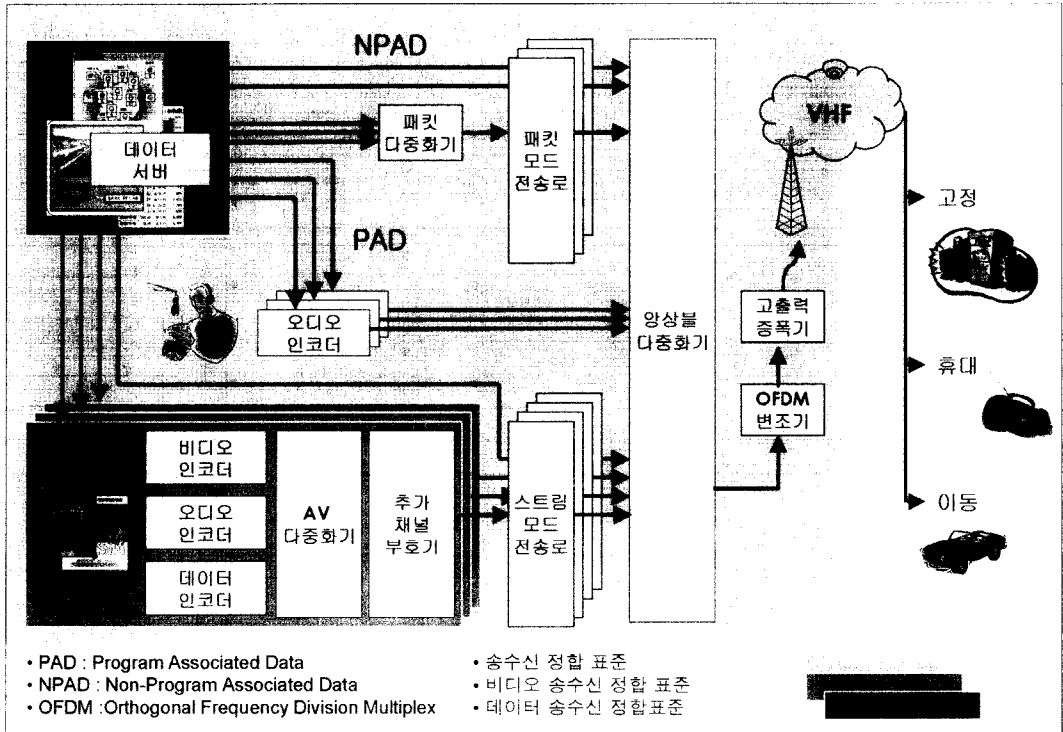 NPAD
데이터
서버
패킷
다중화기
패킷
모드
전송로
PAD
오디오
인코더
앙상블
다중화기
VHF
고출력
증폭기
OFDM
변조기
고정
휴대
이동
비디오
인코더
오디오
인코더
데이터
인코더
AV
다중화기
추가
채널
부호기
스트림
모드
전송로
• PAD : Program Associated Data
• NPAD : Non-Program Associated Data
• OFDM :Orthogonal Frequency Division Multiplex
• 송수신 정합 표준
• 비디오 송수신 정합 표준
• 데이터 송수신 정합표준